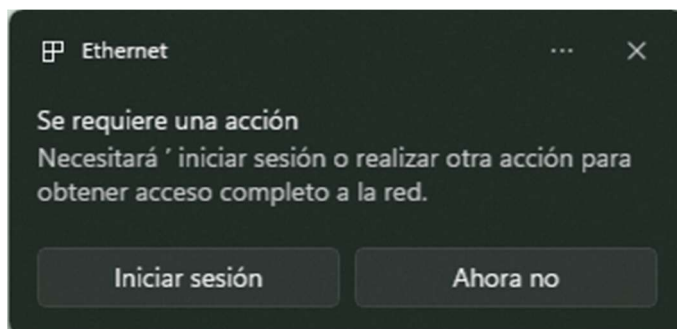 Ethernet
Se requiere una acción
Necesitará ′ iniciar sesión o realizar otra acción para
obtener acceso completo a la red.
Iniciar sesión
Ahora no